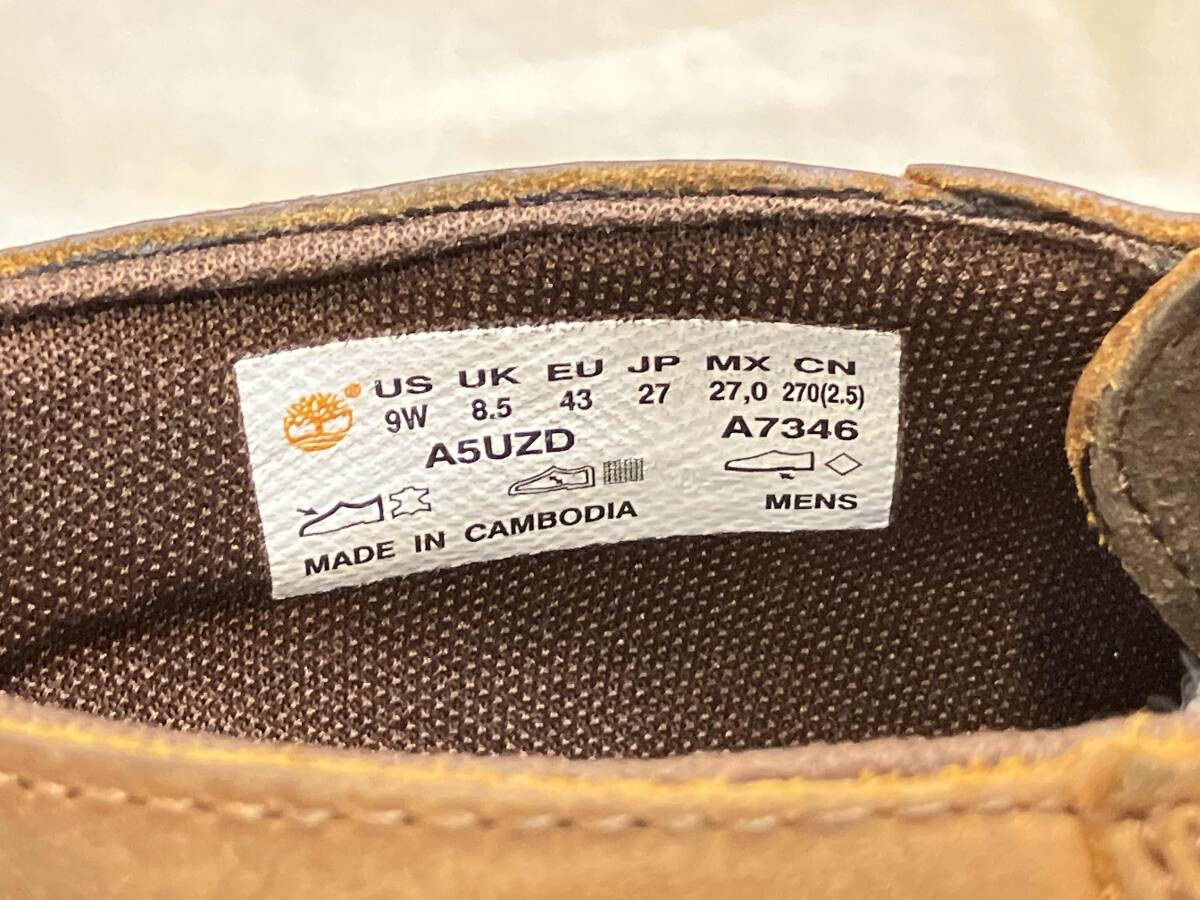 US UK EU JP MX CN
9W 8.5 43 27 27,0 270(2.5)
A5UZD A7346
MENS
MADE IN CAMBODIA